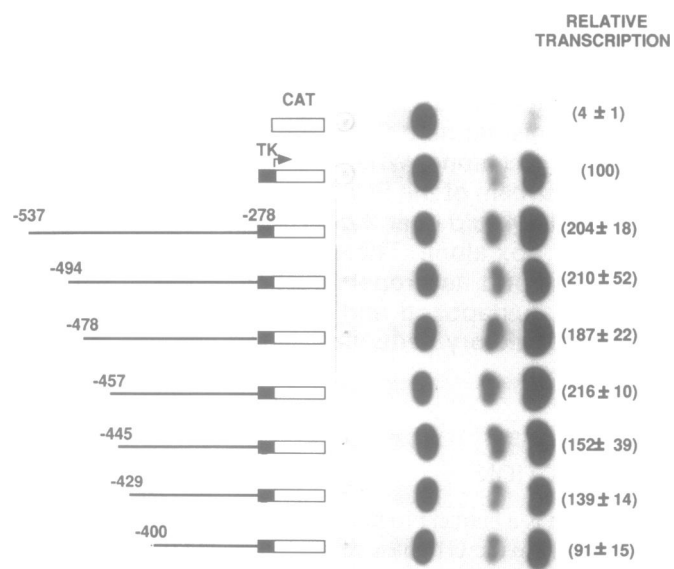 RELATIVE
TRANSCRIPTION
CAT
(4 ± 1)
TK
(100)
-537 -278 (204± 18)
-494 (210 ± 52)
-478 (187± 22)
-457 (216 ± 10)
-445 (152± 39)
-429 (139 ± 14)
-400 (91 ± 15)